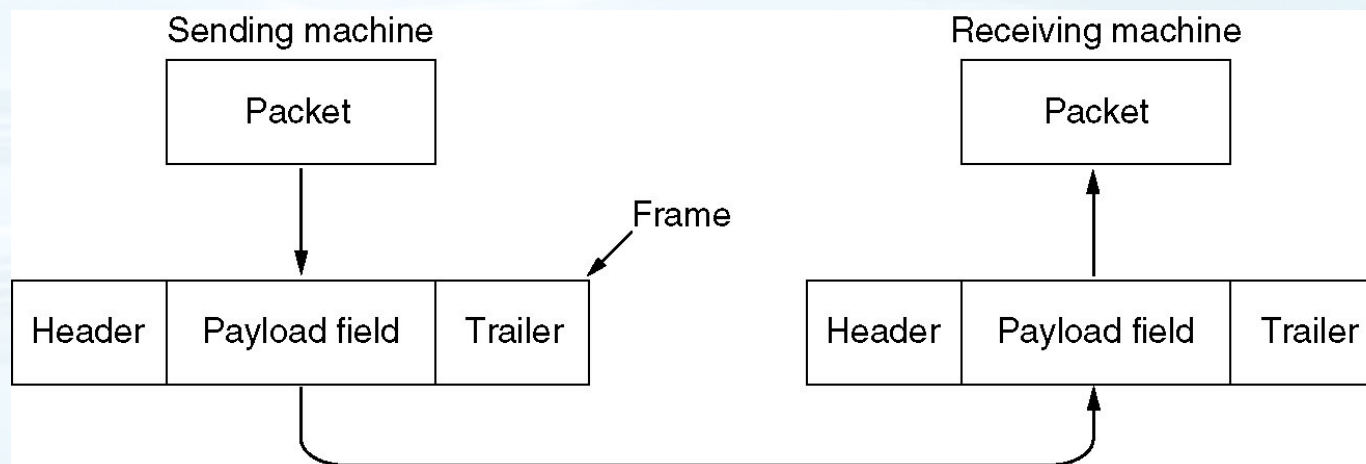 Sending machine
Receiving machine
Packet
Packet
Frame
Header
Payload field
Trailer
Header
Payload field
Trailer